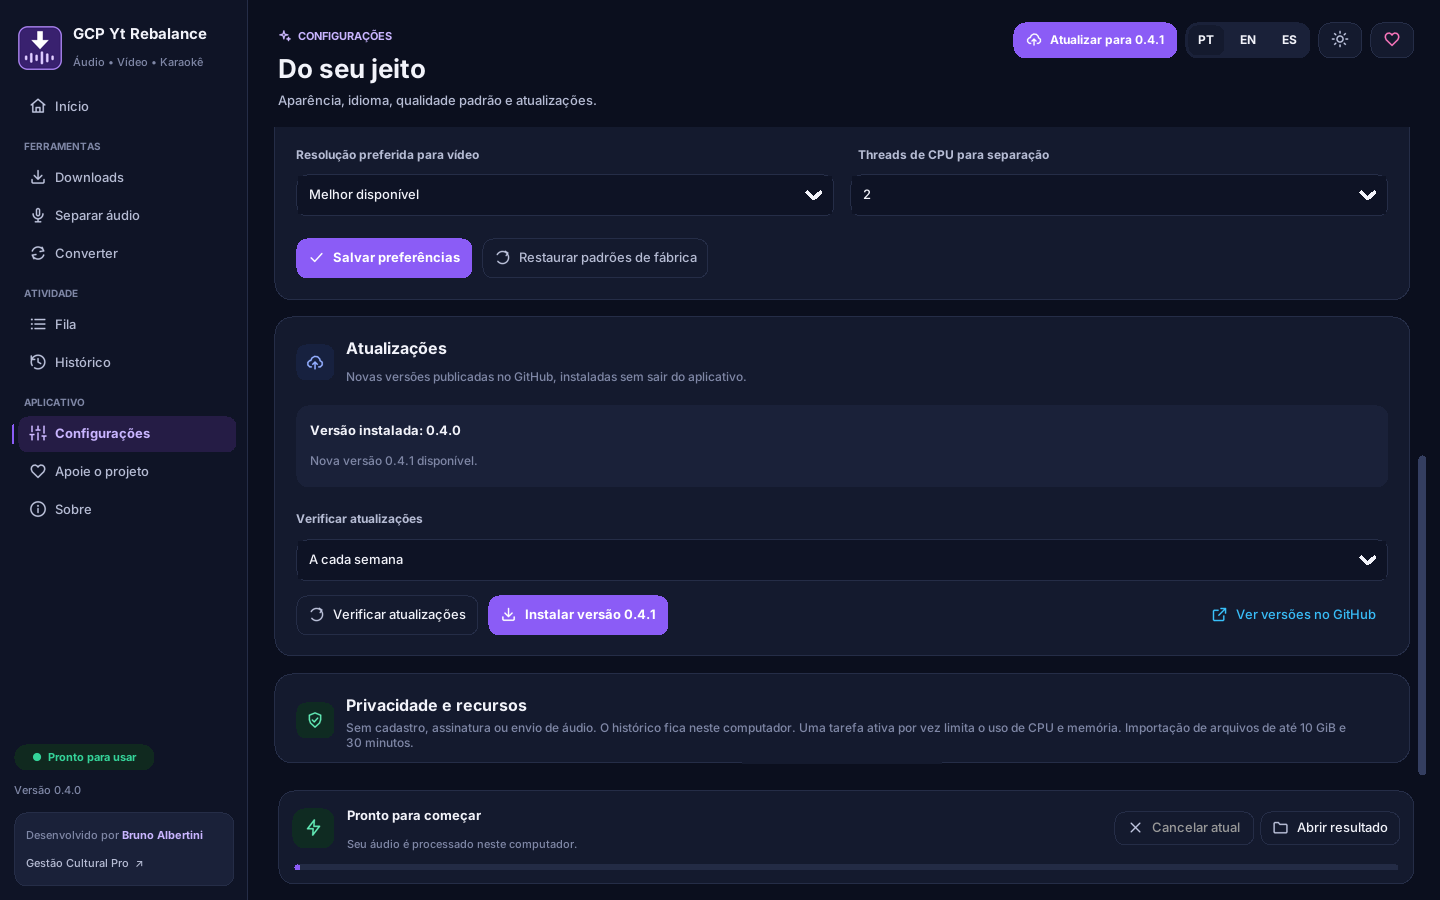 GCP Yt Rebalance
Áudio • Vídeo • Karaokê
Início
FERRAMENTAS
Downloads
Separar áudio
Converter
ATIVIDADE
Fila
Histórico
APLICATIVO
Configurações
Apoie o projeto
Sobre
Pronto para usar
Versão 0.4.0
Desenvolvido por Bruno Albertini
Gestão Cultural Pro ↗
CONFIGURAÇÕES
Do seu jeito
Aparência, idioma, qualidade padrão e atualizações.
Atualizar para 0.4.1
PT EN ES
Resolução preferida para vídeo
Threads de CPU para separação
Melhor disponível
2
Salvar preferências
Restaurar padrões de fábrica
Atualizações
Novas versões publicadas no GitHub, instaladas sem sair do aplicativo.
Versão instalada: 0.4.0
Nova versão 0.4.1 disponível.
Verificar atualizações
A cada semana
Verificar atualizações
Instalar versão 0.4.1
Ver versões no GitHub
Privacidade e recursos
Sem cadastro, assinatura ou envio de áudio. O histórico fica neste computador. Uma tarefa ativa por vez limita o uso de CPU e memória. Importação de arquivos de até 10 GiB e
30 minutos.
Pronto para começar
Seu áudio é processado neste computador.
Cancelar atual
Abrir resultado